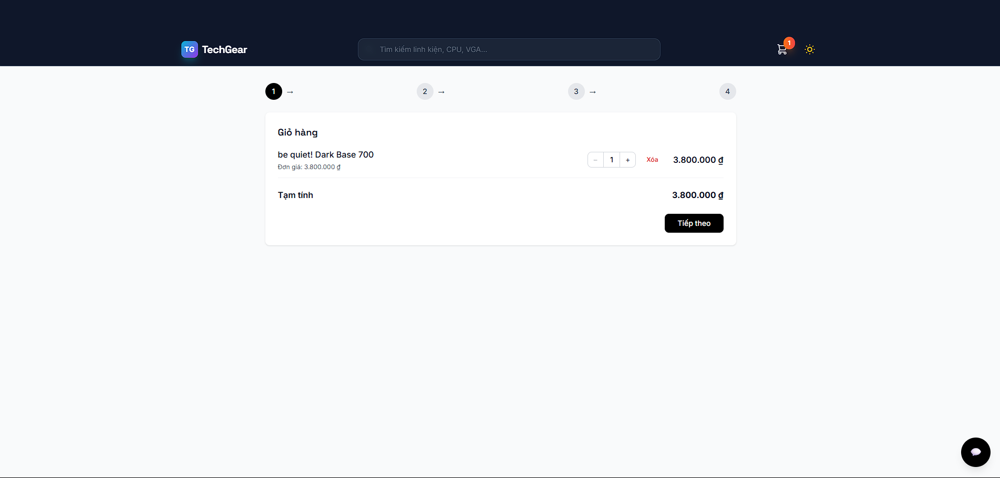 TG TechGear
Tìm kiếm linh kiện, CPU, VGA...
1
1 → 2 → 3 → 4
Giỏ hàng
be quiet! Dark Base 700
Đơn giá: 3.800.000 ₫
− 1 + Xóa 3.800.000 ₫
Tạm tính 3.800.000 ₫
Tiếp theo